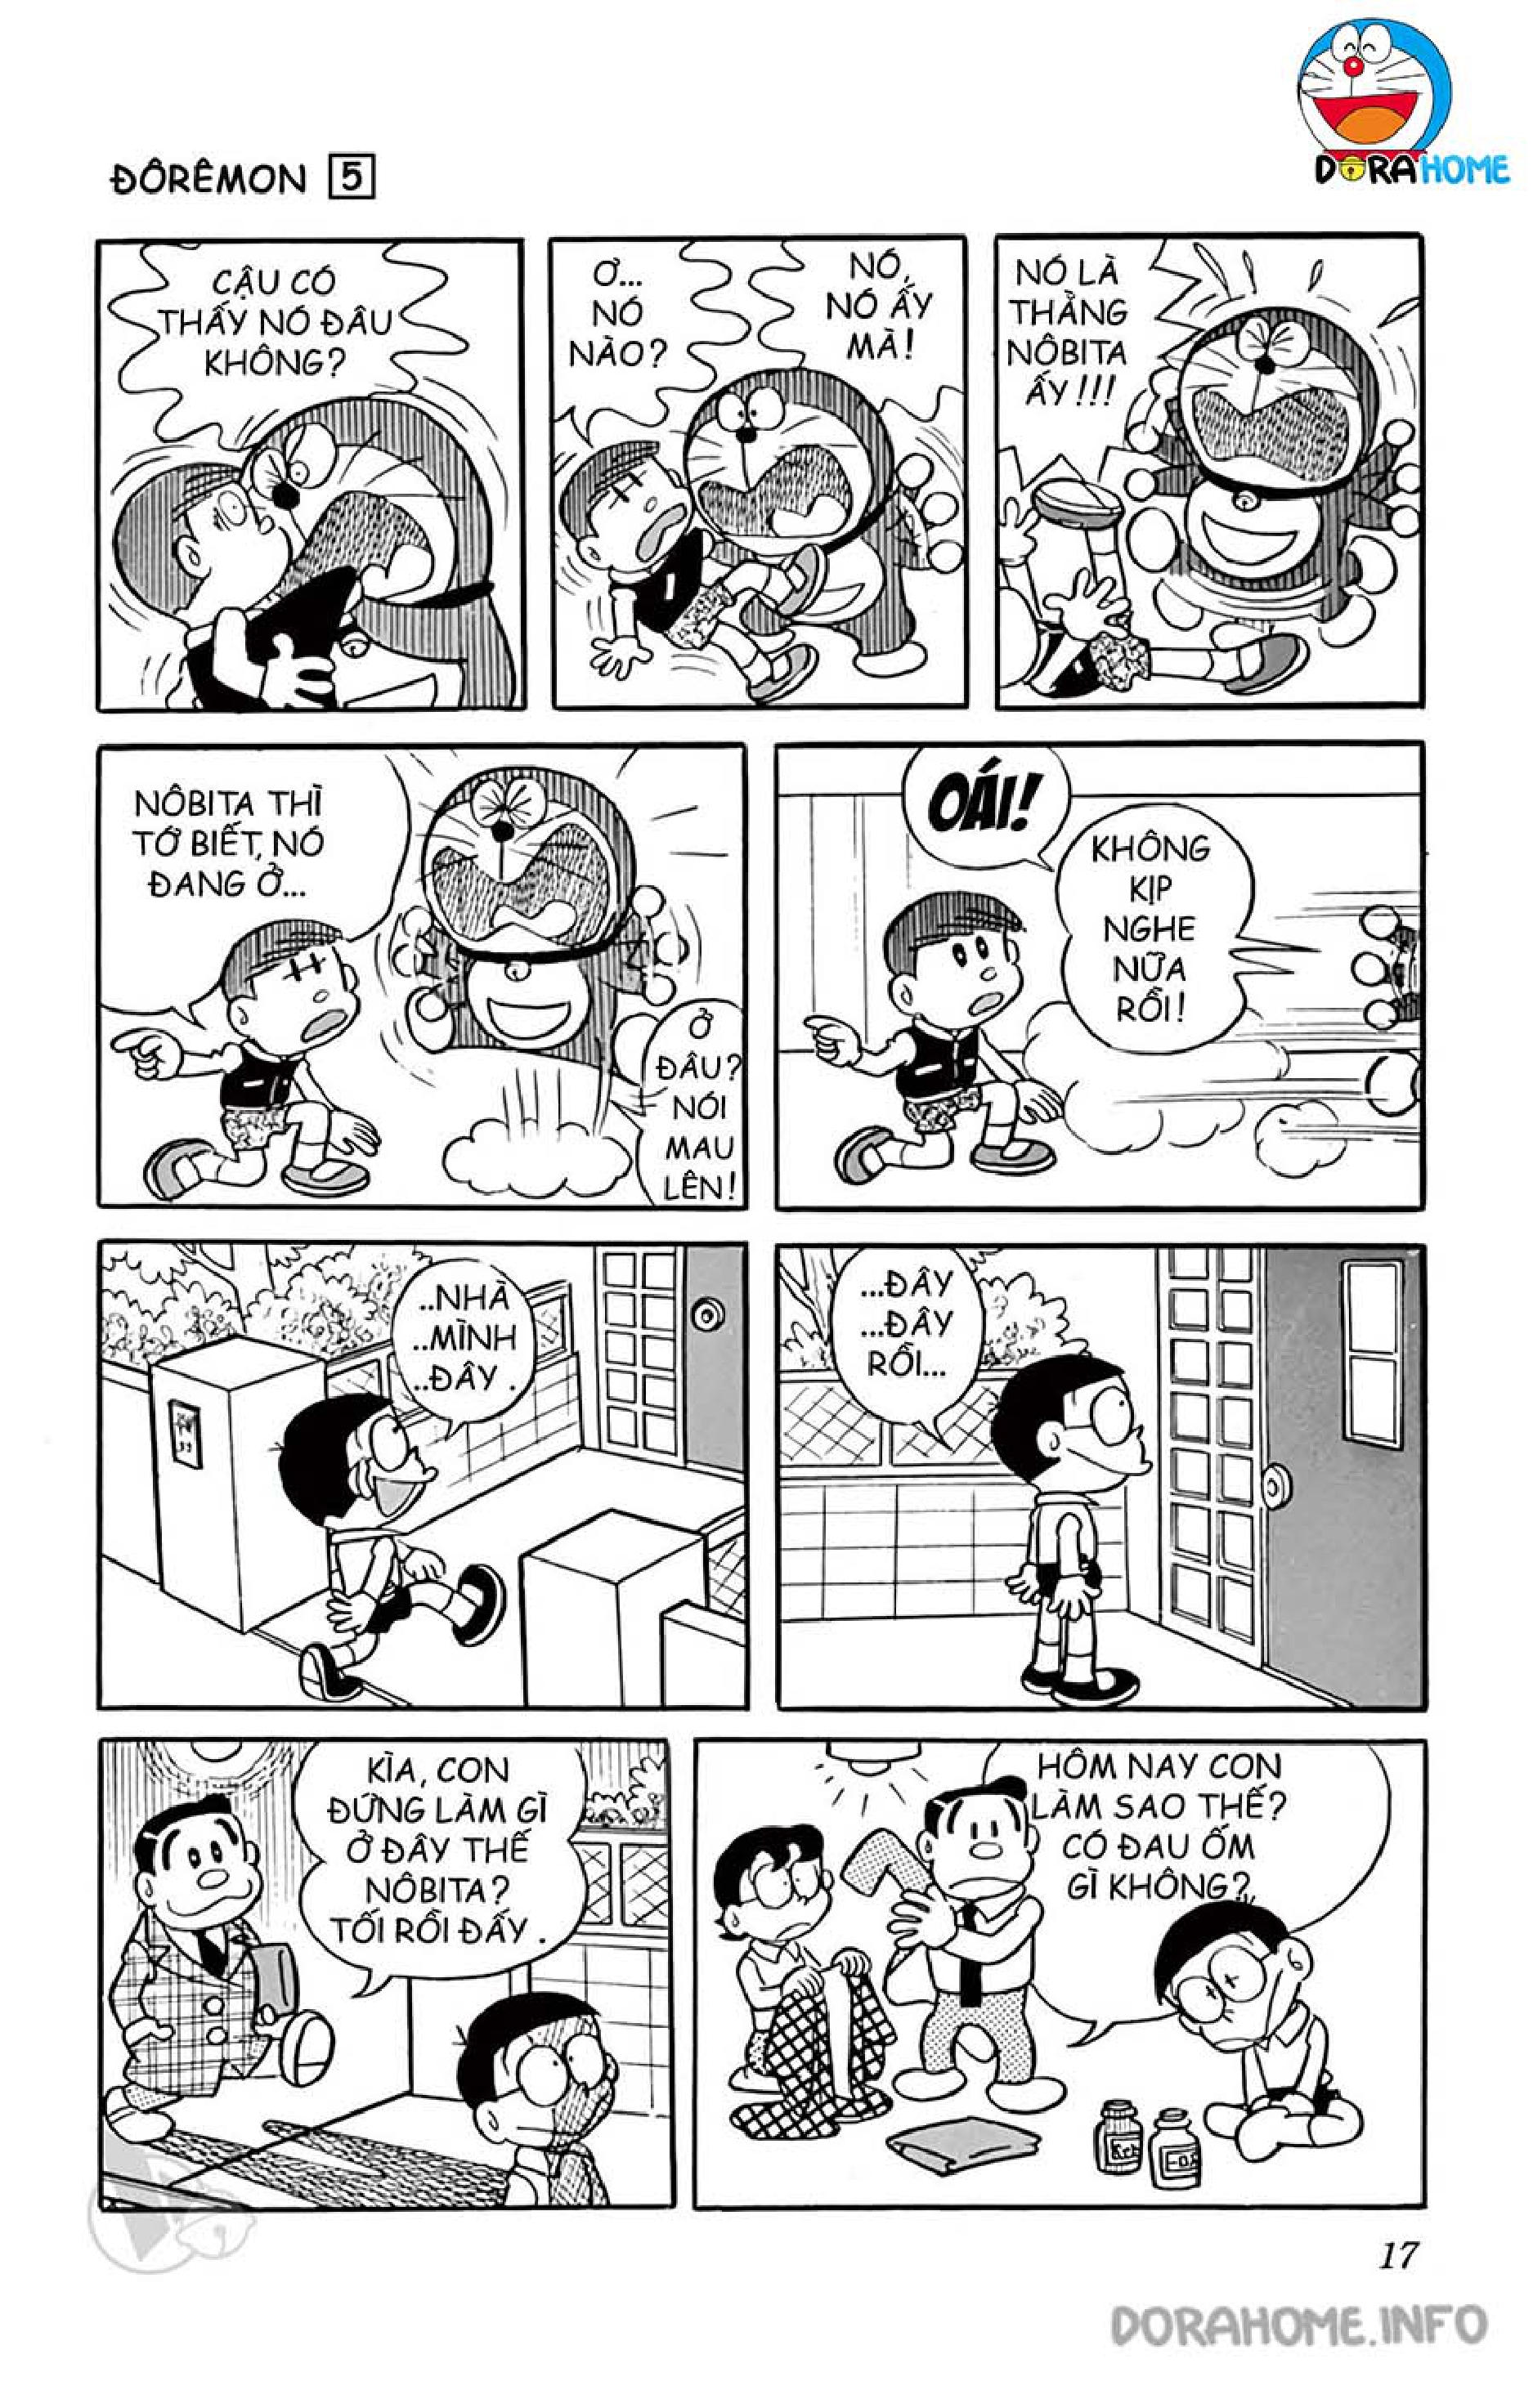 DORAHOME
ĐÔRÊMON 5
CẬU CÓ
THẤY NÓ ĐÂU
KHÔNG?
Ơ...
NÓ
NÀO?
NÓ,
NÓ ẤY
MÀ!
NÓ LÀ
THẰNG
NÔBITA
ẤY!!!
NÔBITA THÌ
TỚ BIẾT, NÓ
ĐANG Ở...
Ở
ĐÂU?
NÓI
MAU
LÊN!
OÁI!
KHÔNG
KỊP
NGHE
NỮA
RỒI!
..NHÀ
..MÌNH
..ĐÂY.
...ĐÂY
...ĐÂY
RỒI...
KÌA, CON
ĐỨNG LÀM GÌ
Ở ĐÂY THẾ
NÔBITA?
TỐI RỒI ĐẤY.
HÔM NAY CON
LÀM SAO THẾ?
CÓ ĐAU ỐM
GÌ KHÔNG?
17
DORAHOME.INFO